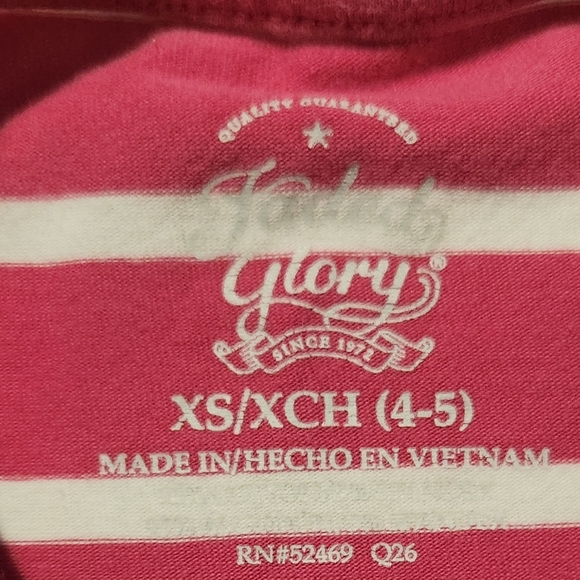 QUALITY GUARANTEED
Faded
Glory®
SINCE 1972
XS/XCH (4-5)
MADE IN/HECHO EN VIETNAM
RN#52469 Q26